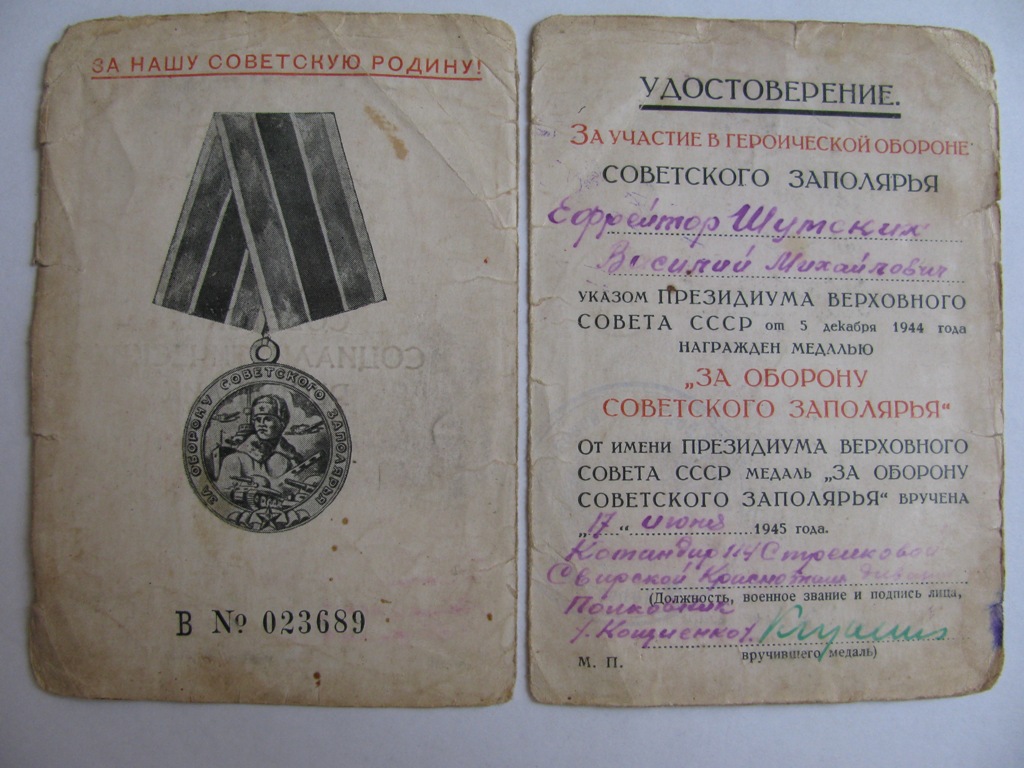 ЗА НАШУ СОВЕТСКУЮ РОДИНУ!
ЗА ОБОРОНУ СОВЕТСКОГО ЗАПОЛЯРЬЯ
В № 023689
УДОСТОВЕРЕНИЕ.
ЗА УЧАСТИЕ В ГЕРОИЧЕСКОЙ ОБОРОНЕ
СОВЕТСКОГО ЗАПОЛЯРЬЯ
Ефрейтор Шутских
Василий Михайлович
УКАЗОМ ПРЕЗИДИУМА ВЕРХОВНОГО
СОВЕТА СССР от 5 декабря 1944 года
НАГРАЖДЕН МЕДАЛЬЮ
„ЗА ОБОРОНУ
СОВЕТСКОГО ЗАПОЛЯРЬЯ“
ОТ ИМЕНИ ПРЕЗИДИУМА ВЕРХОВНОГО
СОВЕТА СССР МЕДАЛЬ „ЗА ОБОРОНУ
СОВЕТСКОГО ЗАПОЛЯРЬЯ“ ВРУЧЕНА
„17“ июня 1945 года.
Командир 114 Стрелковой
Свирской Краснознам
(Должность, военное звание и подпись лица,
Полковник
/Кощиенко/
вручившего медаль)
М. П.